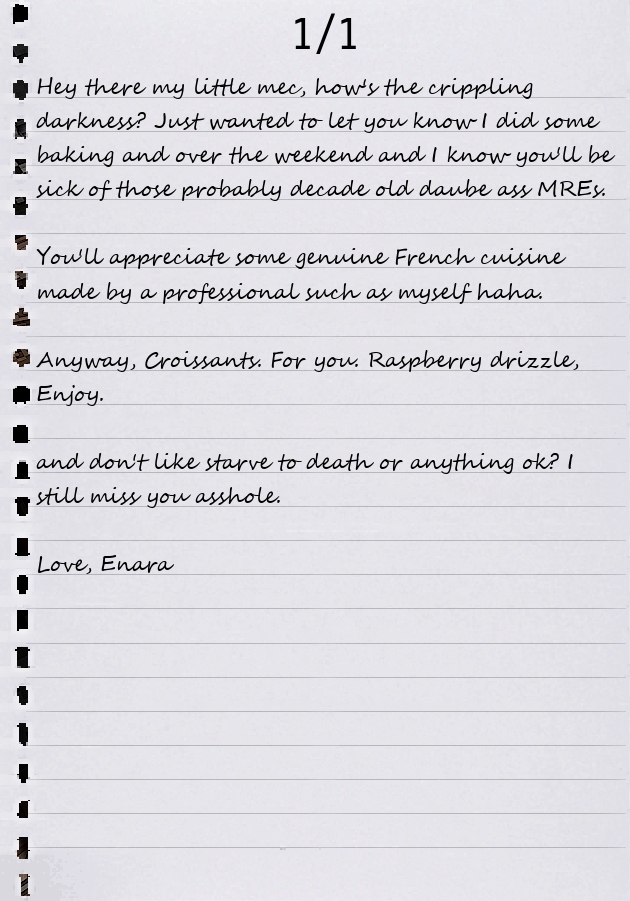 1/1
Hey there my little mec, how's the crippling
darkness? Just wanted to let you know I did some
baking and over the weekend and I know you'll be
sick of those probably decade old daube ass MREs.
You'll appreciate some genuine French cuisine
made by a professional such as myself haha.
Anyway, Croissants. For you. Raspberry drizzle,
Enjoy.
and don't like starve to death or anything ok? I
still miss you asshole.
Love, Enara